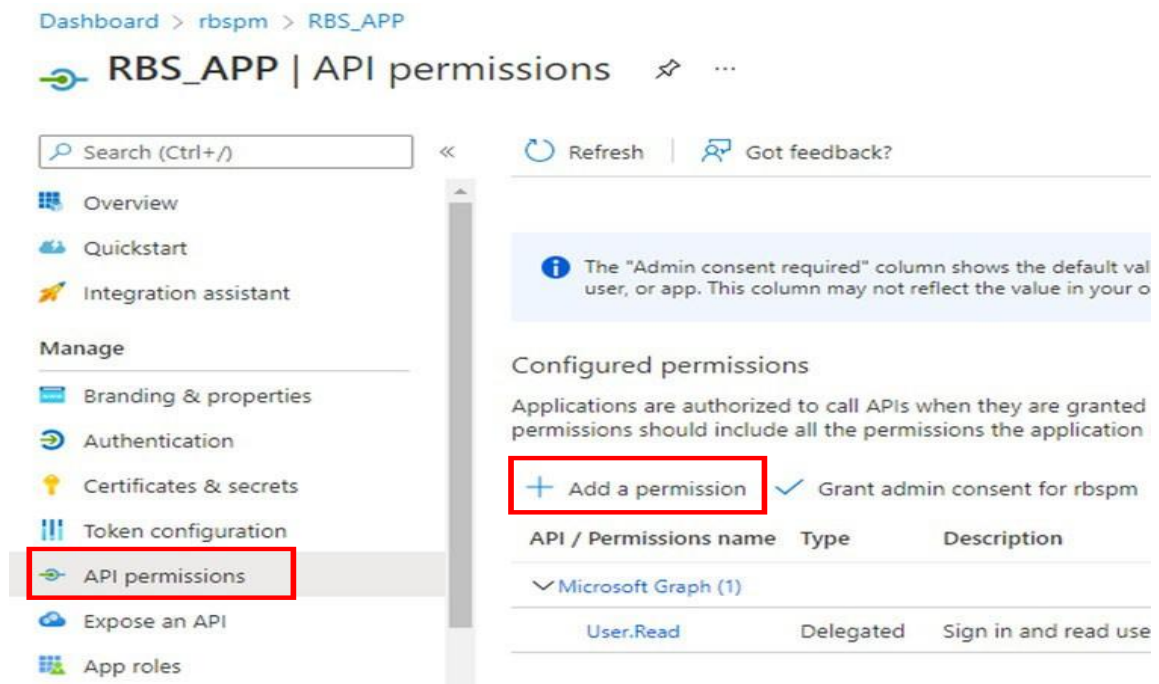 Dashboard > rbspm > RBS_APP
RBS_APP | API permissions
Search (Ctrl+/)
Overview
Quickstart
Integration assistant
Manage
Branding & properties
Authentication
Certificates & secrets
Token configuration
API permissions
Expose an API
App roles
Refresh
Got feedback?
The "Admin consent required" column shows the default val
user, or app. This column may not reflect the value in your o
Configured permissions
Applications are authorized to call APIs when they are granted
permissions should include all the permissions the application
Add a permission Grant admin consent for rbspm
API / Permissions name Type Description
Microsoft Graph (1)
User.Read Delegated Sign in and read use